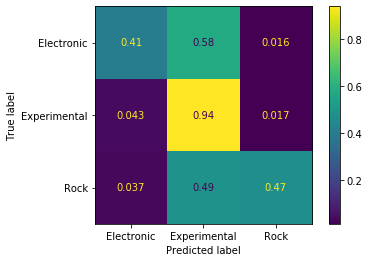 Electronic 0.41 0.58 0.016
Experimental 0.043 0.94 0.017
Rock 0.037 0.49 0.47
Electronic Experimental Rock
Predicted label
True label
0.8
0.6
0.4
0.2